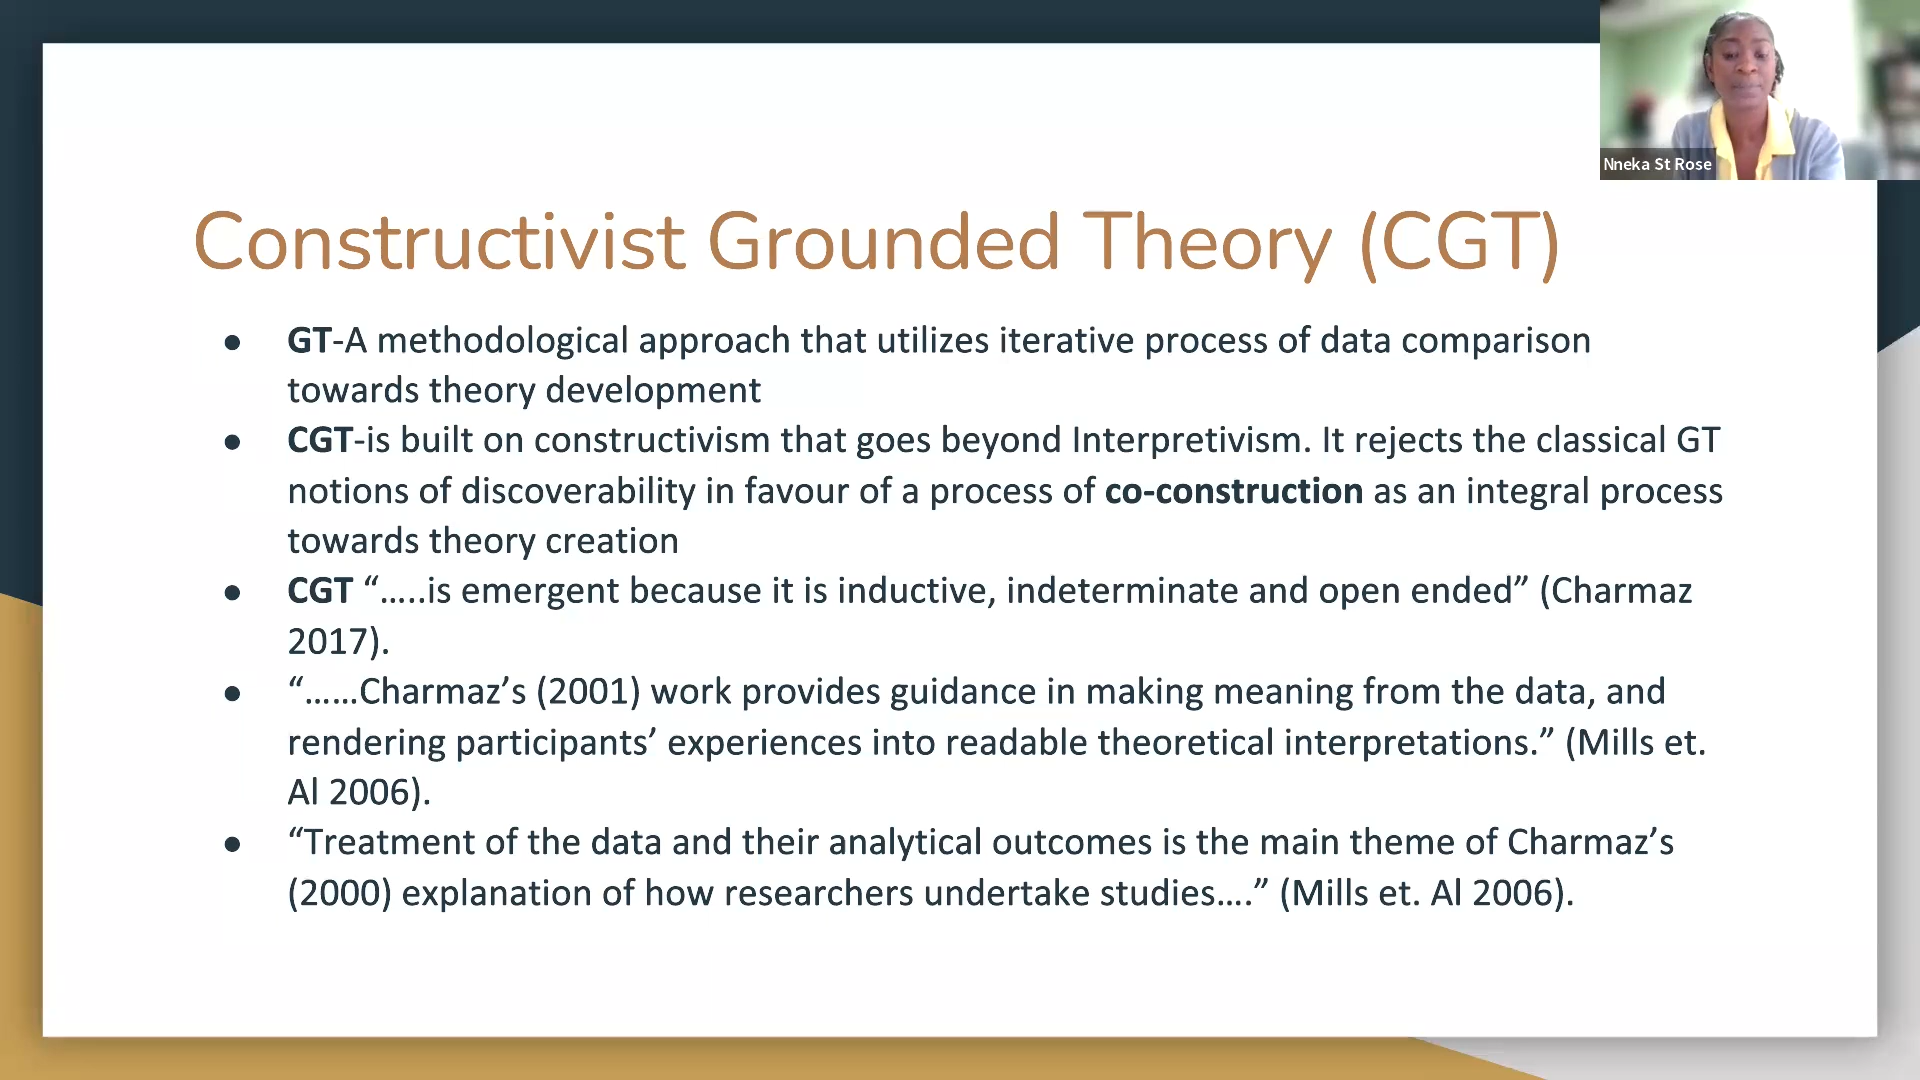 Nneka St Rose
Constructivist Grounded Theory (CGT)
● GT-A methodological approach that utilizes iterative process of data comparison
towards theory development
● CGT-is built on constructivism that goes beyond Interpretivism. It rejects the classical GT
notions of discoverability in favour of a process of co-construction as an integral process
towards theory creation
● CGT “…..is emergent because it is inductive, indeterminate and open ended” (Charmaz
2017).
● “……Charmaz’s (2001) work provides guidance in making meaning from the data, and
rendering participants’ experiences into readable theoretical interpretations.” (Mills et.
Al 2006).
● “Treatment of the data and their analytical outcomes is the main theme of Charmaz’s
(2000) explanation of how researchers undertake studies….” (Mills et. Al 2006).